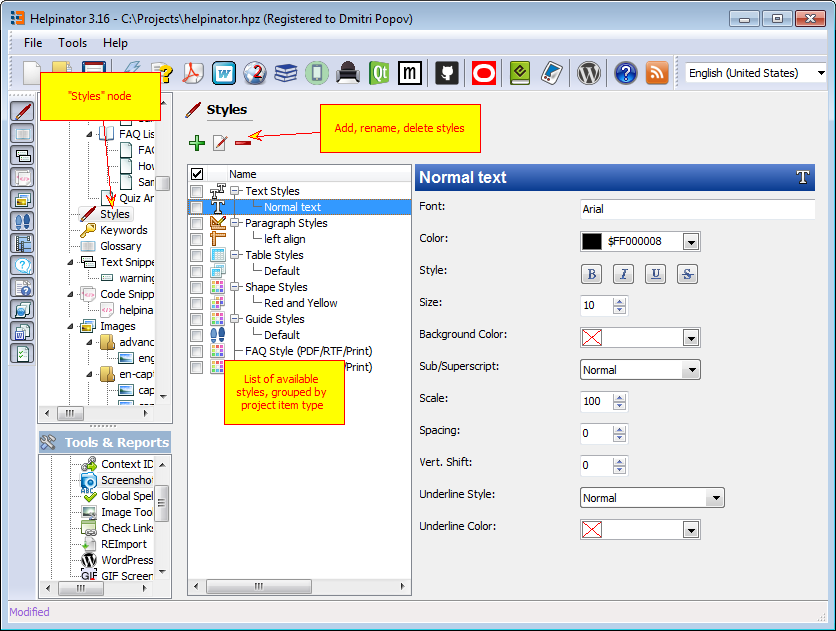 Helpinator 3.16 - C:\Projects\helpinator.hpz (Registered to Dmitri Popov)
File Tools Help
English (United States)
"Styles" node
FAQ Lis
FAC
How
San
Quiz An
Styles
Keywords
Glossary
Text Snippe
warning
Code Snipp
helpina
Images
advanc
eng
en-capt
cap
Tools & Reports
Context ID
Screenshot
Global Spel
Image Tool
Check Links
REImport
WordPress
GIF Screen
Styles
Add, rename, delete styles
Name
Text Styles
Normal text
Paragraph Styles
left align
Table Styles
Default
Shape Styles
Red and Yellow
Guide Styles
Default
FAQ Style (PDF/RTF/Print)
/Print)
List of available
styles, grouped by
project item type
Normal text
Font:
Arial
Color:
$FF000008
Style:
B I U S
Size:
10
Background Color:
Sub/Superscript:
Normal
Scale:
100
Spacing:
0
Vert. Shift:
0
Underline Style:
Normal
Underline Color:
Modified